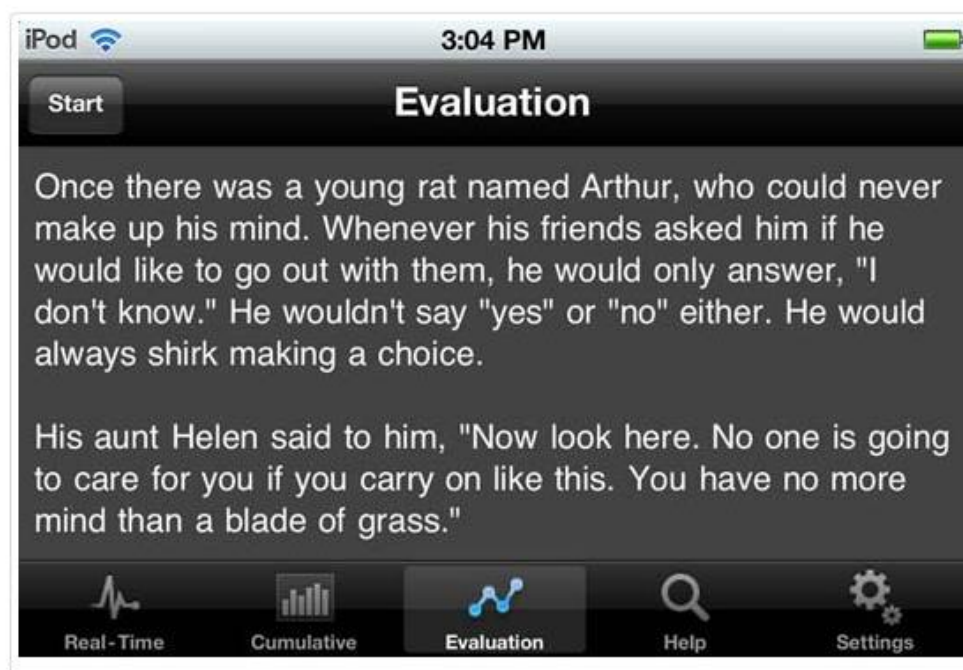 iPod 3:04 PM
Start Evaluation
Once there was a young rat named Arthur, who could never
make up his mind. Whenever his friends asked him if he
would like to go out with them, he would only answer, "I
don't know." He wouldn't say "yes" or "no" either. He would
always shirk making a choice.
His aunt Helen said to him, "Now look here. No one is going
to care for you if you carry on like this. You have no more
mind than a blade of grass."
Real-Time Cumulative Evaluation Help Settings